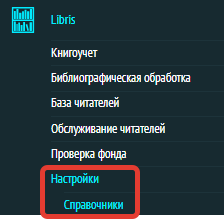 Libris
Книгоучет
Библиографическая обработка
База читателей
Обслуживание читателей
Проверка фонда
Настройки
Справочники